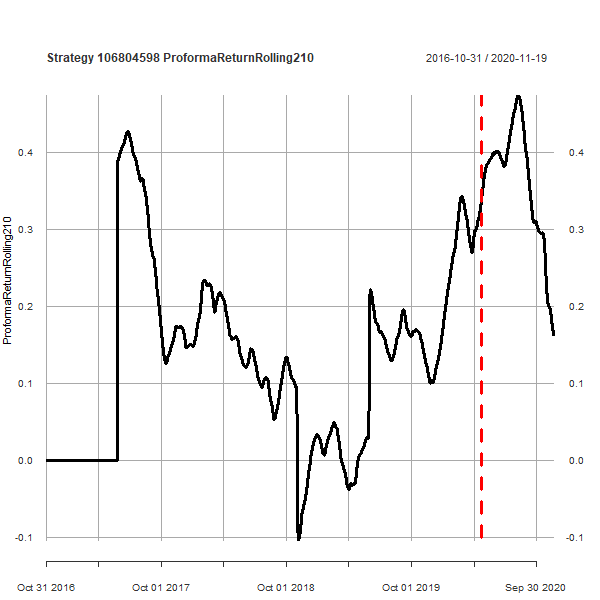 Strategy 106804598 ProformaReturnRolling210
2016-10-31 / 2020-11-19
ProformaReturnRolling210
0.4 0.4
0.3 0.3
0.2 0.2
0.1 0.1
0.0 0.0
-0.1 -0.1
Oct 31 2016 Oct 01 2017 Oct 01 2018 Oct 01 2019 Sep 30 2020